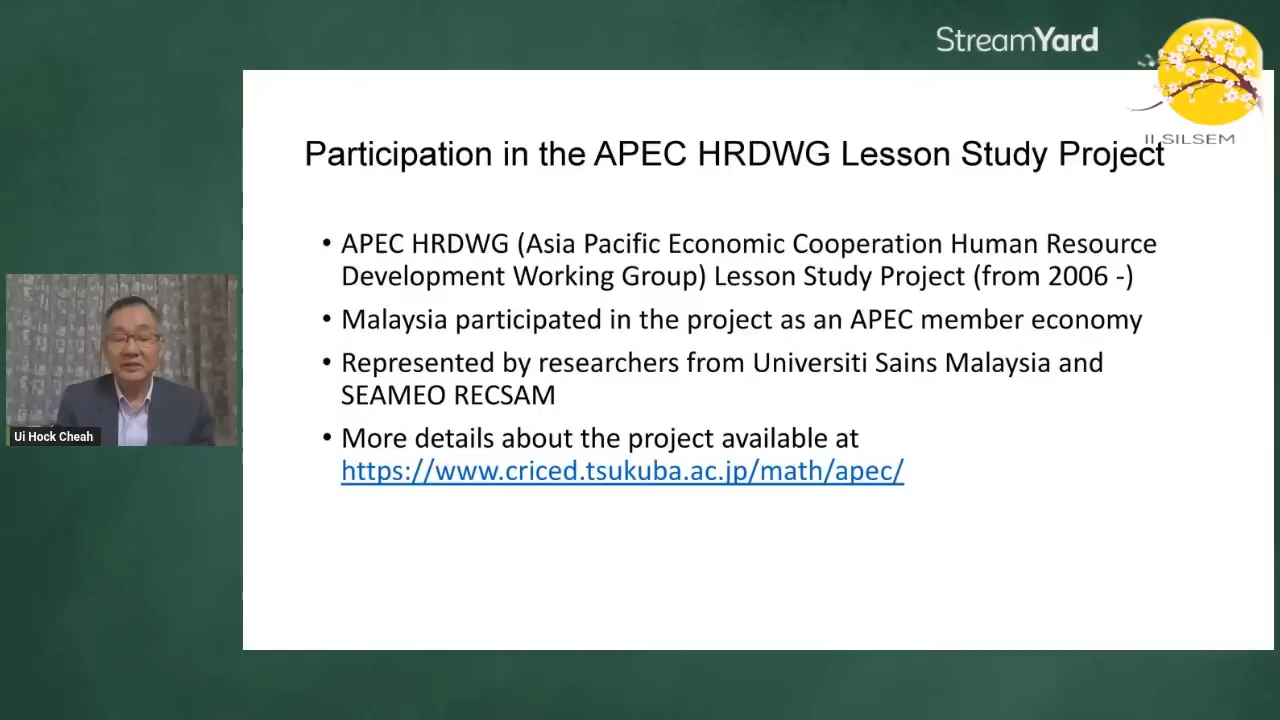 StreamYard
II SILSEM
Participation in the APEC HRDWG Lesson Study Project
• APEC HRDWG (Asia Pacific Economic Cooperation Human Resource
Development Working Group) Lesson Study Project (from 2006 -)
• Malaysia participated in the project as an APEC member economy
• Represented by researchers from Universiti Sains Malaysia and
SEAMEO RECSAM
• More details about the project available at
https://www.criced.tsukuba.ac.jp/math/apec/
Ui Hock Cheah